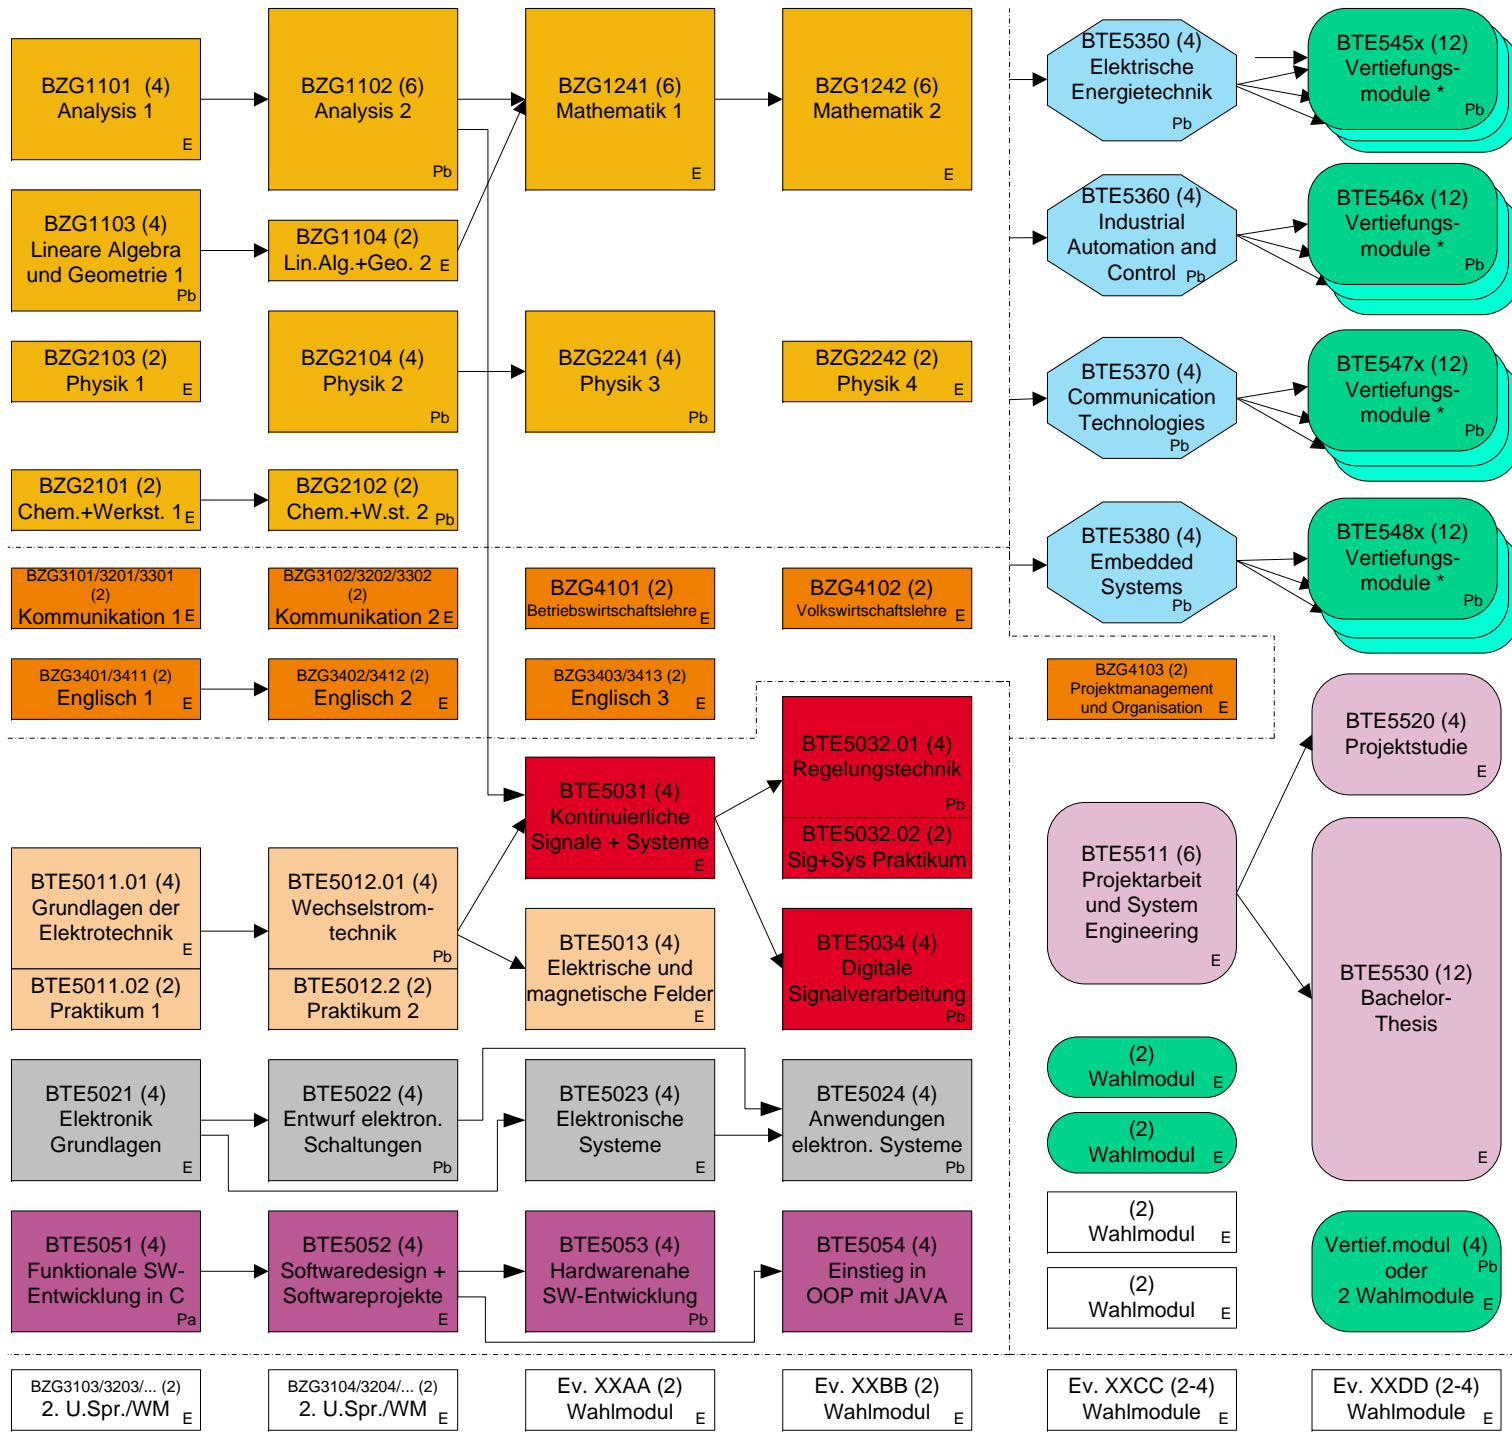 BZG1101 (4)
Analysis 1
E
BZG1102 (6)
Analysis 2
Pb
BZG1241 (6)
Mathematik 1
E
BZG1242 (6)
Mathematik 2
E
BTE5350 (4)
Elektrische
Energietechnik
Pb
BTE545x (12)
Vertiefungs-
module *
Pb
BZG1103 (4)
Lineare Algebra
und Geometrie 1
Pb
BZG1104 (2)
Lin.Alg.+Geo. 2 E
BTE5360 (4)
Industrial
Automation and
Control
Pb
BTE546x (12)
Vertiefungs-
module *
Pb
BZG2103 (2)
Physik 1
E
BZG2104 (4)
Physik 2
Pb
BZG2241 (4)
Physik 3
Pb
BZG2242 (2)
Physik 4
E
BTE5370 (4)
Communication
Technologies
Pb
BTE547x (12)
Vertiefungs-
module *
Pb
BZG2101 (2)
Chem.+Werkst. 1 E
BZG2102 (2)
Chem.+W.st. 2 Pb
BTE5380 (4)
Embedded
Systems
Pb
BTE548x (12)
Vertiefungs-
module *
Pb
BZG3101/3201/3301
(2)
Kommunikation 1 E
BZG3102/3202/3302
(2)
Kommunikation 2 E
BZG4101 (2)
Betriebswirtschaftslehre E
BZG4102 (2)
Volkswirtschaftslehre E
BZG3401/3411 (2)
Englisch 1
E
BZG3402/3412 (2)
Englisch 2
E
BZG3403/3413 (2)
Englisch 3
E
BZG4103 (2)
Projektmanagement
und Organisation E
BTE5031 (4)
Kontinuierliche
Signale + Systeme
E
BTE5032.01 (4)
Regelungstechnik
Pb
BTE5032.02 (2)
Sig+Sys Praktikum
BTE5520 (4)
Projektstudie
E
BTE5011.01 (4)
Grundlagen der
Elektrotechnik
E
BTE5011.02 (2)
Praktikum 1
BTE5012.01 (4)
Wechselstrom-
technik
Pb
BTE5012.2 (2)
Praktikum 2
BTE5013 (4)
Elektrische und
magnetische Felder
E
BTE5034 (4)
Digitale
Signalverarbeitung
Pb
BTE5511 (6)
Projektarbeit
und System
Engineering
E
BTE5530 (12)
Bachelor-
Thesis
E
BTE5021 (4)
Elektronik
Grundlagen
E
BTE5022 (4)
Entwurf elektron.
Schaltungen
Pb
BTE5023 (4)
Elektronische
Systeme
E
BTE5024 (4)
Anwendungen
elektron. Systeme
Pb
(2)
Wahlmodul E
(2)
Wahlmodul E
BTE5051 (4)
Funktionale SW-
Entwicklung in C
Pa
BTE5052 (4)
Softwaredesign +
Softwareprojekte
E
BTE5053 (4)
Hardwarenahe
SW-Entwicklung
Pb
BTE5054 (4)
Einstieg in
OOP mit JAVA
E
(2)
Wahlmodul E
(2)
Wahlmodul E
Vertief.modul (4)
Pb
oder
2 Wahlmodule E
BZG3103/3203/... (2)
2. U.Spr./WM E
BZG3104/3204/... (2)
2. U.Spr./WM E
Ev. XXAA (2)
Wahlmodul E
Ev. XXBB (2)
Wahlmodul E
Ev. XXCC (2-4)
Wahlmodule E
Ev. XXDD (2-4)
Wahlmodule E